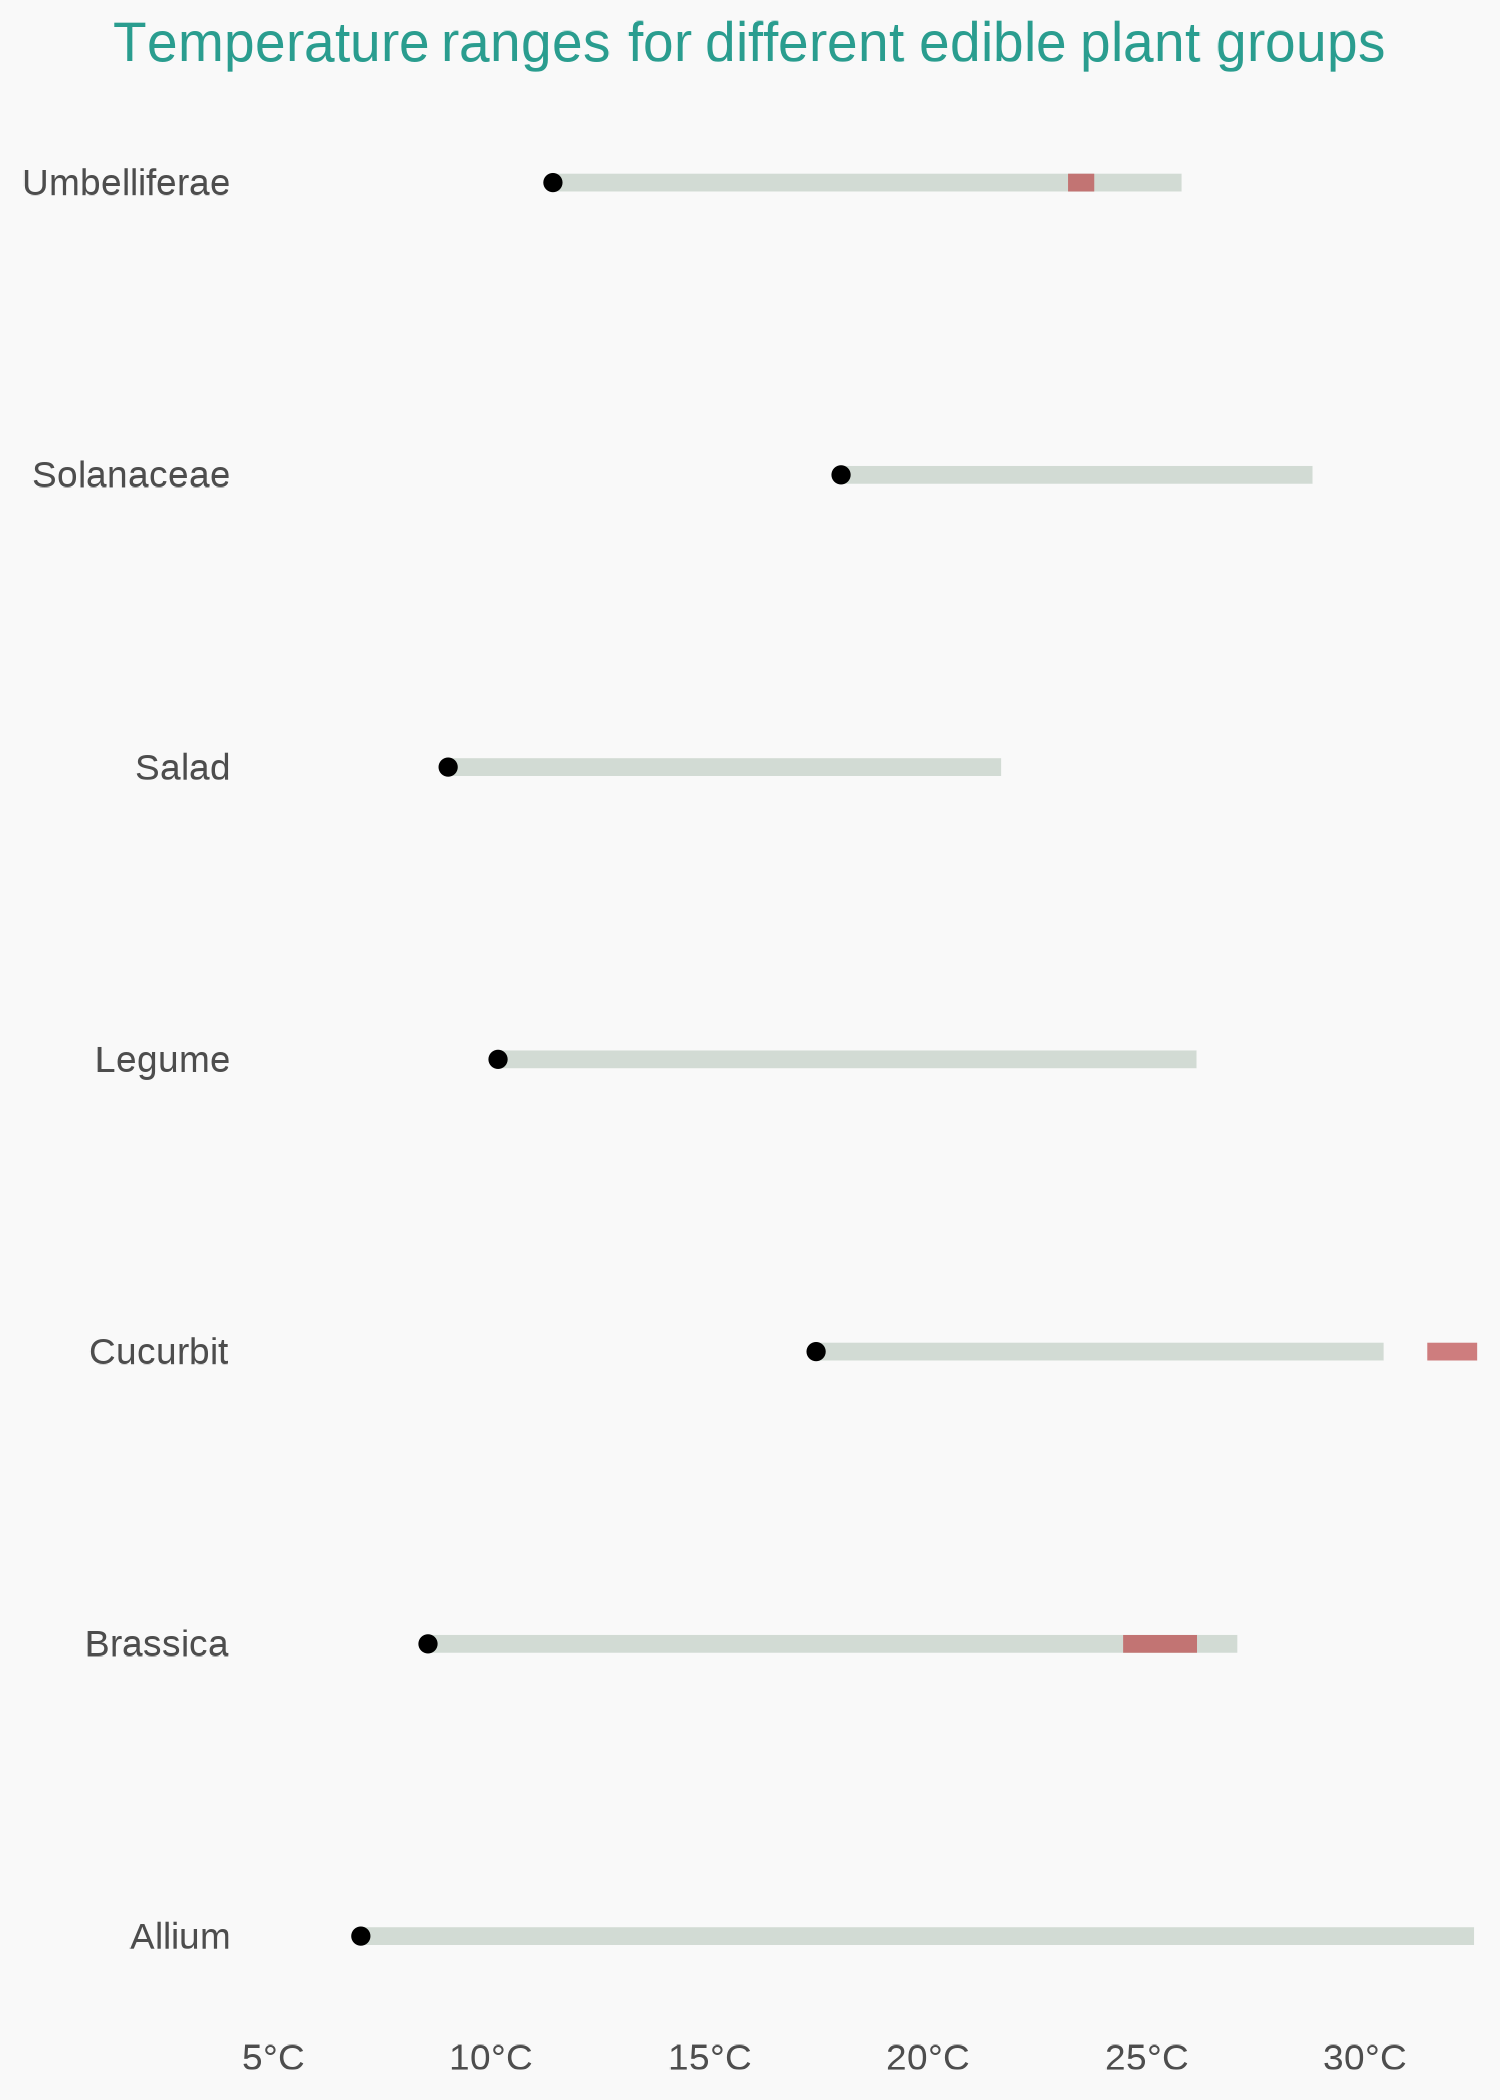 Temperature ranges for different edible plant groups
Umbelliferae
Solanaceae
Salad
Legume
Cucurbit
Brassica
Allium
5°C 10°C 15°C 20°C 25°C 30°C